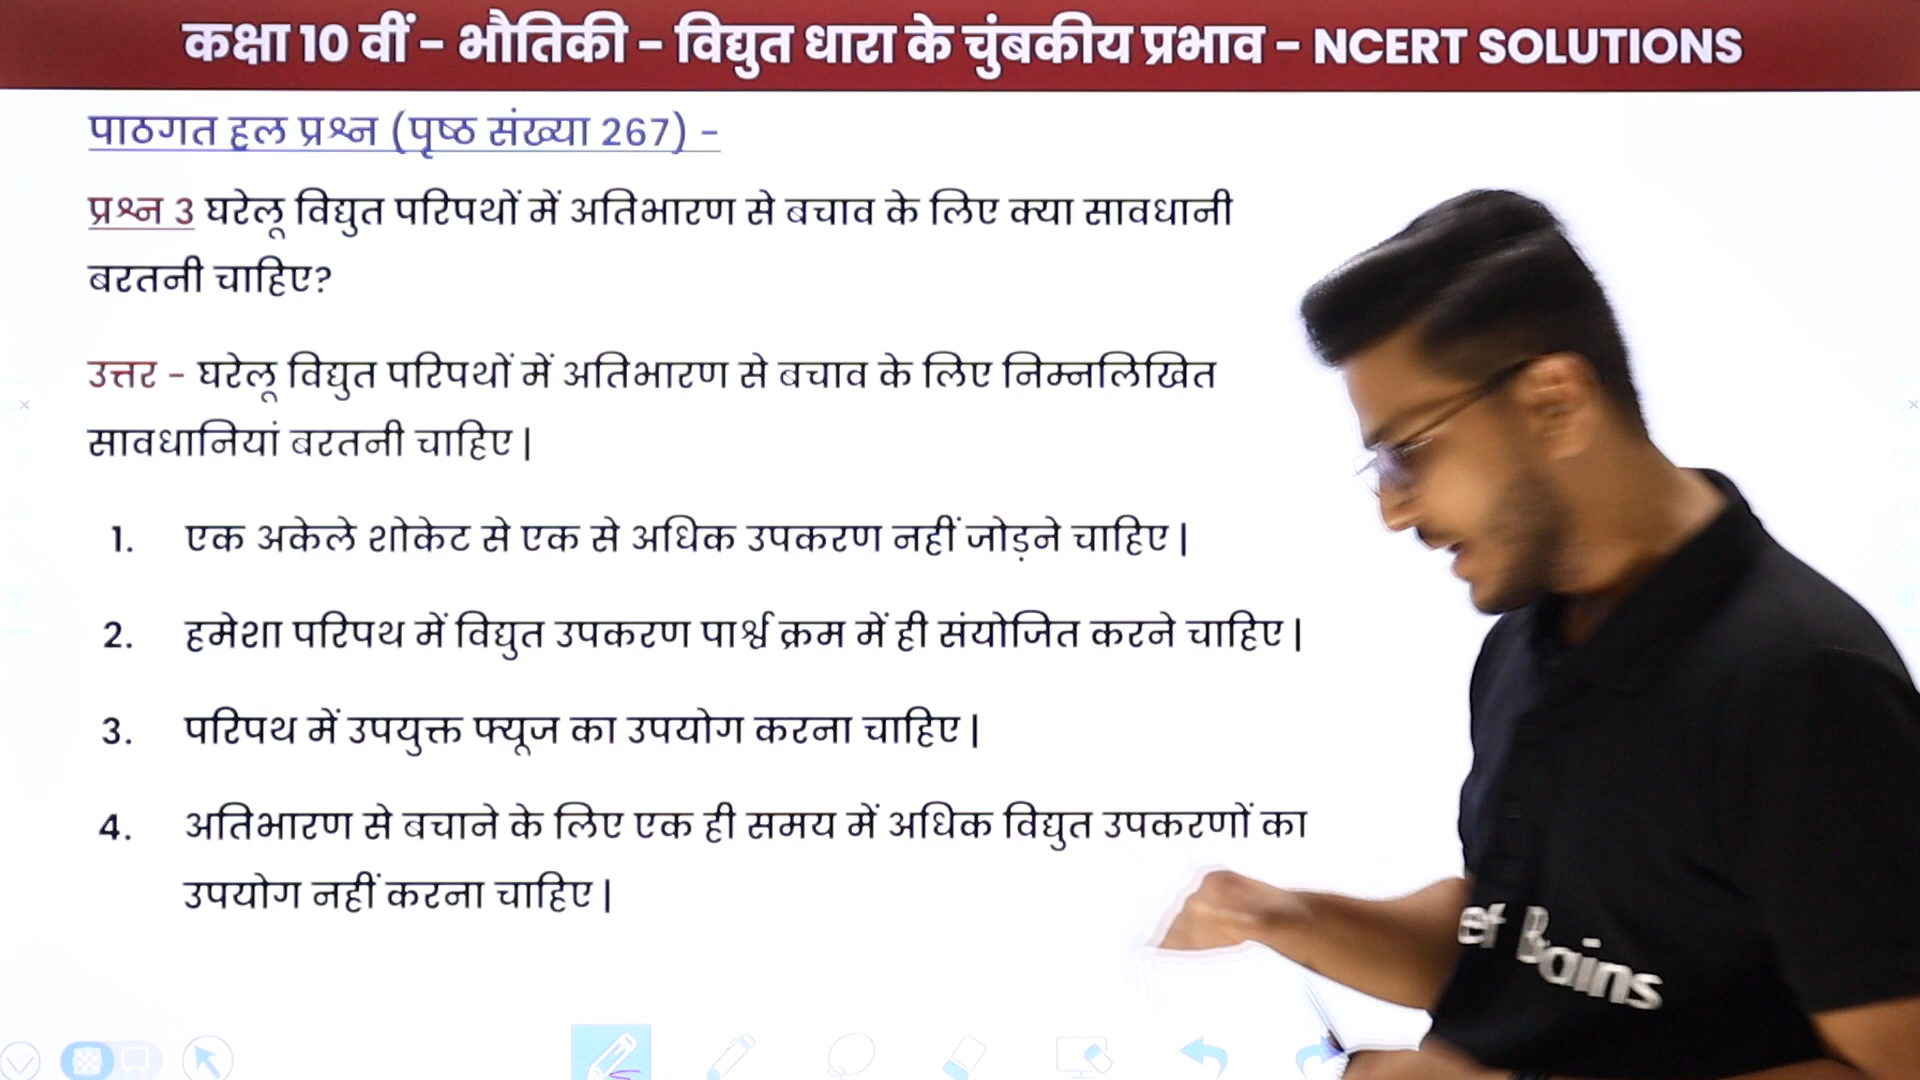 कक्षा 10 वीं - भौतिकी - विद्युत धारा के चुंबकीय प्रभाव - NCERT SOLUTIONS
पाठगत हल प्रश्न (पृष्ठ संख्या 267) -
प्रश्न 3 घरेलू विद्युत परिपथों में अतिभारण से बचाव के लिए क्या सावधानी
बरतनी चाहिए?
उत्तर - घरेलू विद्युत परिपथों में अतिभारण से बचाव के लिए निम्नलिखित
सावधानियां बरतनी चाहिए |
1. एक अकेले शोकेट से एक से अधिक उपकरण नहीं जोड़ने चाहिए |
2. हमेशा परिपथ में विद्युत उपकरण पार्श्व क्रम में ही संयोजित करने चाहिए |
3. परिपथ में उपयुक्त फ्यूज का उपयोग करना चाहिए |
4. अतिभारण से बचाने के लिए एक ही समय में अधिक विद्युत उपकरणों का
उपयोग नहीं करना चाहिए |
et Bains